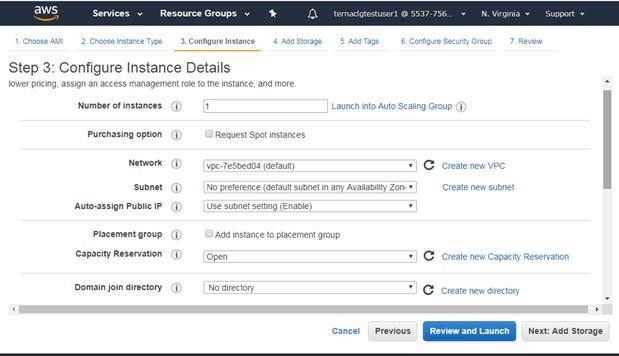 aws Services Resource Groups ternadgtestuser1 @ 5537-756... N. Virginia Support
1. Choose AMI 2. Choose Instance Type 3. Configure Instance 4. Add Storage 5. Add Tags 6. Configure Security Group 7. Review
Step 3: Configure Instance Details
lower pricing, assign an access management role to the instance, and more.
Number of instances 1 Launch into Auto Scaling Group
Purchasing option Request Spot instances
Network vpc-7e5bed04 (default) Create new VPC
Subnet No preference (default subnet in any Availability Zon Create new subnet
Auto-assign Public IP Use subnet setting (Enable)
Placement group Add instance to placement group
Capacity Reservation Open Create new Capacity Reservation
Domain join directory No directory Create new directory
Cancel Previous Review and Launch Next: Add Storage